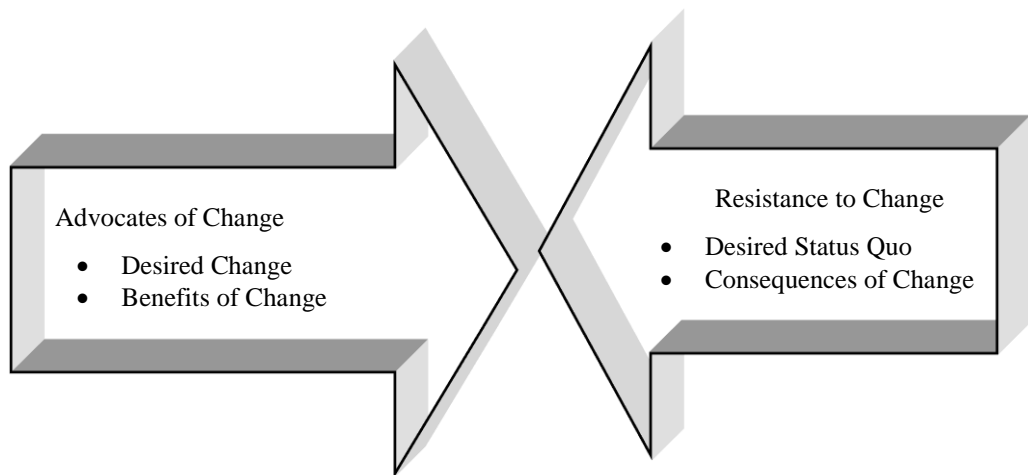 Advocates of Change
• Desired Change
• Benefits of Change
Resistance to Change
• Desired Status Quo
• Consequences of Change